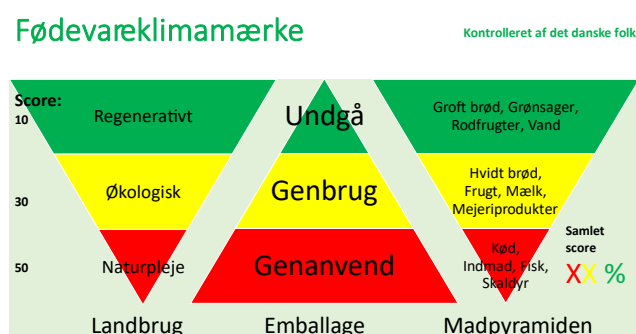 Fødevareklimamærke
Kontrolleret af det danske folk
Score:
10
Regenerativt
Undgå
Groft brød, Grønsager,
Rodfrugter, Vand
30
Økologisk
Genbrug
Hvidt brød,
Frugt, Mælk,
Mejeriprodukter
50
Naturpleje
Genanvend
Kød,
Indmad, Fisk,
Skaldyr
Samlet
score
XX %
Landbrug
Emballage
Madpyramiden